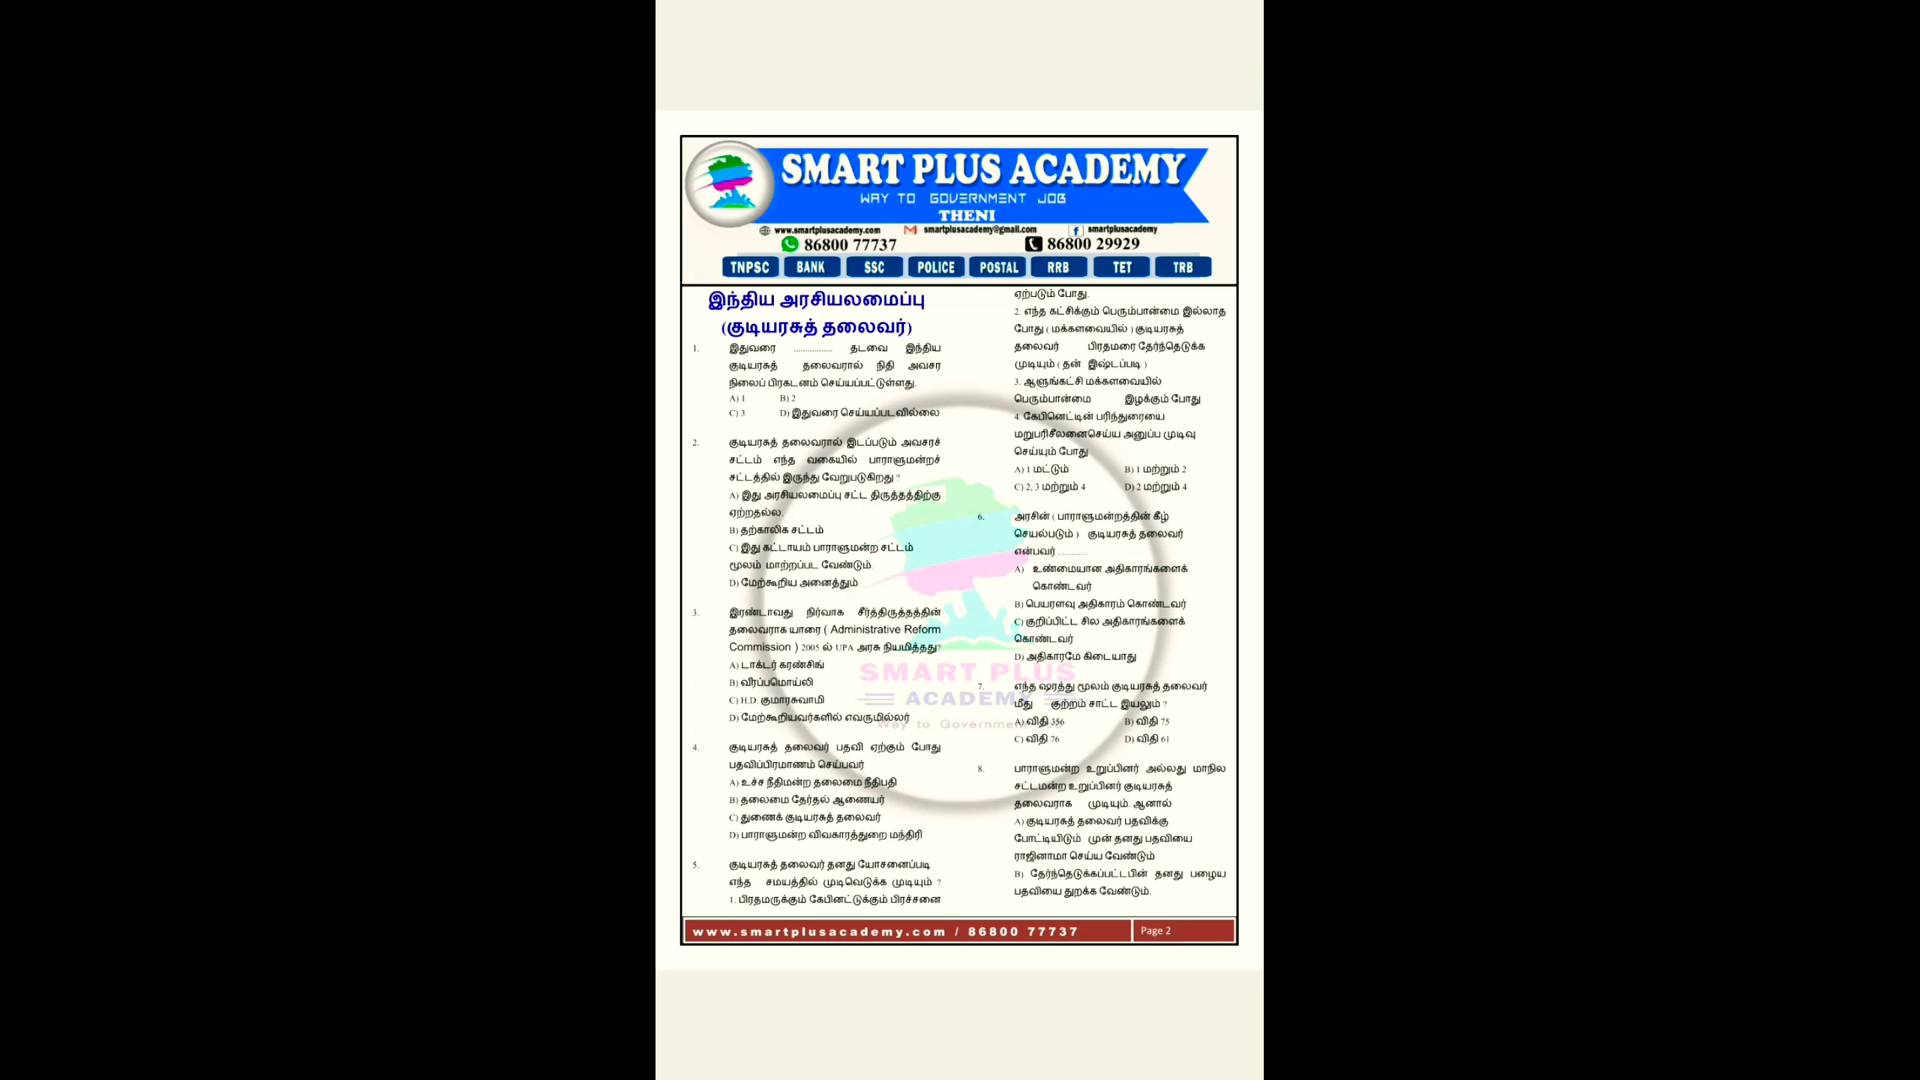 SMART PLUS ACADEMY
WAY TO GOVERNMENT JOB
THENI
www.smartplusacademy.com smartplusacademy@gmail.com smartplusacademy
86800 77737 86800 29929
TNPSC BANK SSC POLICE POSTAL RRB TET TRB
இந்திய அரசியலமைப்பு
(குடியரசுத் தலைவர்)
1. இதுவரை ................ தடவை இந்திய
குடியரசுத் தலைவரால் நிதி அவசர
நிலைப் பிரகடனம் செய்யப்பட்டுள்ளது.
A) 1 B) 2
C) 3 D) இதுவரை செய்யப்படவில்லை
2. குடியரசுத் தலைவரால் இடப்படும் அவசரச்
சட்டம் எந்த வகையில் பாராளுமன்றச்
சட்டத்தில் இருந்து வேறுபடுகிறது ?
A) இது அரசியலமைப்பு சட்ட திருத்தத்திற்கு
ஏற்றதல்ல.
B) தற்காலிக சட்டம்
C) இது கட்டாயம் பாராளுமன்ற சட்டம்
மூலம் மாற்றப்பட வேண்டும்.
D) மேற்கூறிய அனைத்தும்
3. இரண்டாவது நிர்வாக சீர்த்திருத்தத்தின்
தலைவராக யாரை ( Administrative Reform
Commission ) 2005 ல் UPA அரசு நியமித்தது?
A) டாக்டர் கரண்சிங்
B) வீரப்பமொய்லி
C) H.D. குமாரசுவாமி
D) மேற்கூறியவர்களில் எவருமில்லர்
4. குடியரசுத் தலைவர் பதவி ஏற்கும் போது
பதவிப்பிரமாணம் செய்பவர்
A) உச்ச நீதிமன்ற தலைமை நீதிபதி
B) தலைமை தேர்தல் ஆணையர்
C) துணைக் குடியரசுத் தலைவர்
D) பாராளுமன்ற விவகாரத்துறை மந்திரி
5. குடியரசுத் தலைவர் தனது யோசனைப்படி
எந்த சமயத்தில் முடிவெடுக்க முடியும் ?
1. பிரதமருக்கும் கேபினட்டுக்கும் பிரச்சனை
ஏற்படும் போது.
2. எந்த கட்சிக்கும் பெரும்பான்மை இல்லாத
போது ( மக்களவையில் ) குடியரசுத்
தலைவர் பிரதமரை தேர்ந்தெடுக்க
முடியும் ( தன் இஷ்டப்படி )
3. ஆளுங்கட்சி மக்களவையில்
பெரும்பான்மை இழக்கும் போது
4. கேபினெட்டின் பரிந்துரையை
மறுபரிசீலனைசெய்ய அனுப்ப முடிவு
செய்யும் போது
A) 1 மட்டும் B) 1 மற்றும் 2
C) 2, 3 மற்றும் 4 D) 2 மற்றும் 4
6. அரசின் ( பாராளுமன்றத்தின் கீழ்
செயல்படும் ) குடியரசுத் தலைவர்
என்பவர் ............
A) உண்மையான அதிகாரங்களைக்
கொண்டவர்
B) பெயரளவு அதிகாரம் கொண்டவர்
C) குறிப்பிட்ட சில அதிகாரங்களைக்
கொண்டவர்
D) அதிகாரமே கிடையாது
7. எந்த ஷரத்து மூலம் குடியரசுத் தலைவர்
மீது குற்றம் சாட்ட இயலும் ?
A) விதி 356 B) விதி 75
C) விதி 76 D) விதி 61
8. பாராளுமன்ற உறுப்பினர் அல்லது மாநில
சட்டமன்ற உறுப்பினர் குடியரசுத்
தலைவராக முடியும். ஆனால்
A) குடியரசுத் தலைவர் பதவிக்கு
போட்டியிடும் முன் தனது பதவியை
ராஜினாமா செய்ய வேண்டும்
B) தேர்ந்தெடுக்கப்பட்டபின் தனது பழைய
பதவியை துறக்க வேண்டும்.
SMART PLUS
ACADEMY
Way to Government Job
www.smartplusacademy.com / 86800 77737 Page 2